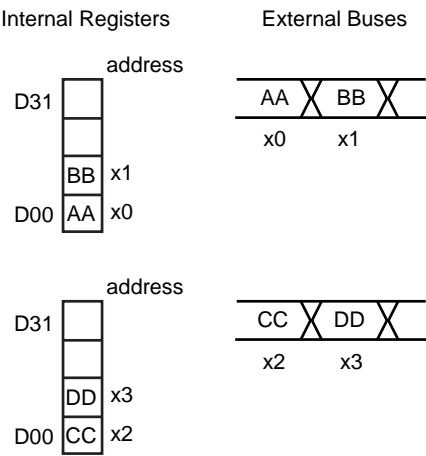 Internal Registers External Buses
address
D31 AA BB
x0 x1
BB x1
D00 AA x0
address
D31 CC DD
x2 x3
DD x3
D00 CC x2